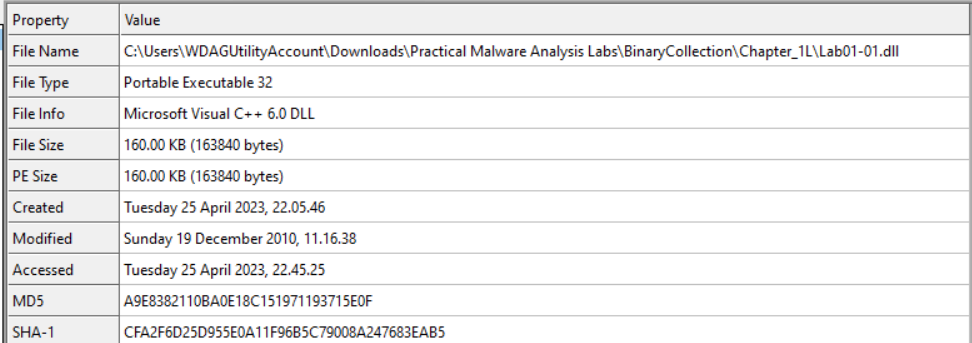 Property Value
File Name C:\Users\WDAGUtilityAccount\Downloads\Practical Malware Analysis Labs\BinaryCollection\Chapter_1L\Lab01-01.dll
File Type Portable Executable 32
File Info Microsoft Visual C++ 6.0 DLL
File Size 160.00 KB (163840 bytes)
PE Size 160.00 KB (163840 bytes)
Created Tuesday 25 April 2023, 22.05.46
Modified Sunday 19 December 2010, 11.16.38
Accessed Tuesday 25 April 2023, 22.45.25
MD5 A9E8382110BA0E18C151971193715E0F
SHA-1 CFA2F6D25D955E0A11F96B5C79008A247683EAB5